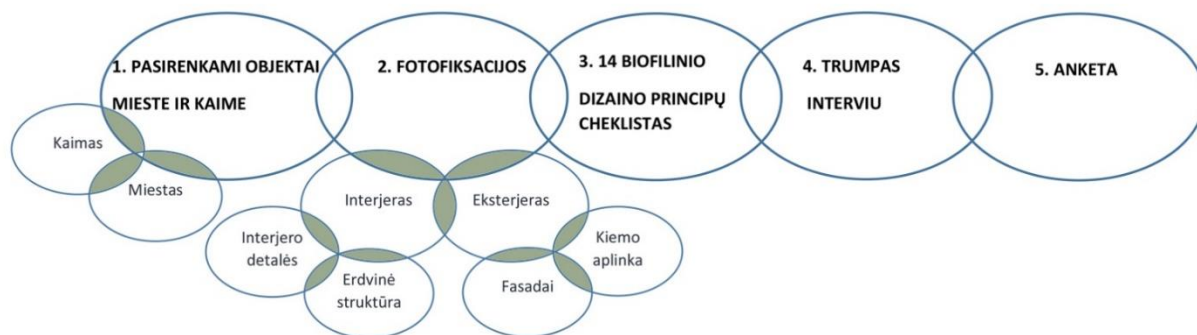 1. PASIRENKAMI OBJEKTAI
MIESTE IR KAIME
2. FOTOFIKSACIJOS
3. 14 BIOFILINIO
DIZAINO PRINCIPŲ
CHEKLISTAS
4. TRUMPAS
INTERVIU
5. ANKETA
Kaimas
Miestas
Interjeras
Eksterjeras
Interjero
detalės
Erdvinė
struktūra
Kiemo
aplinka
Fasadai